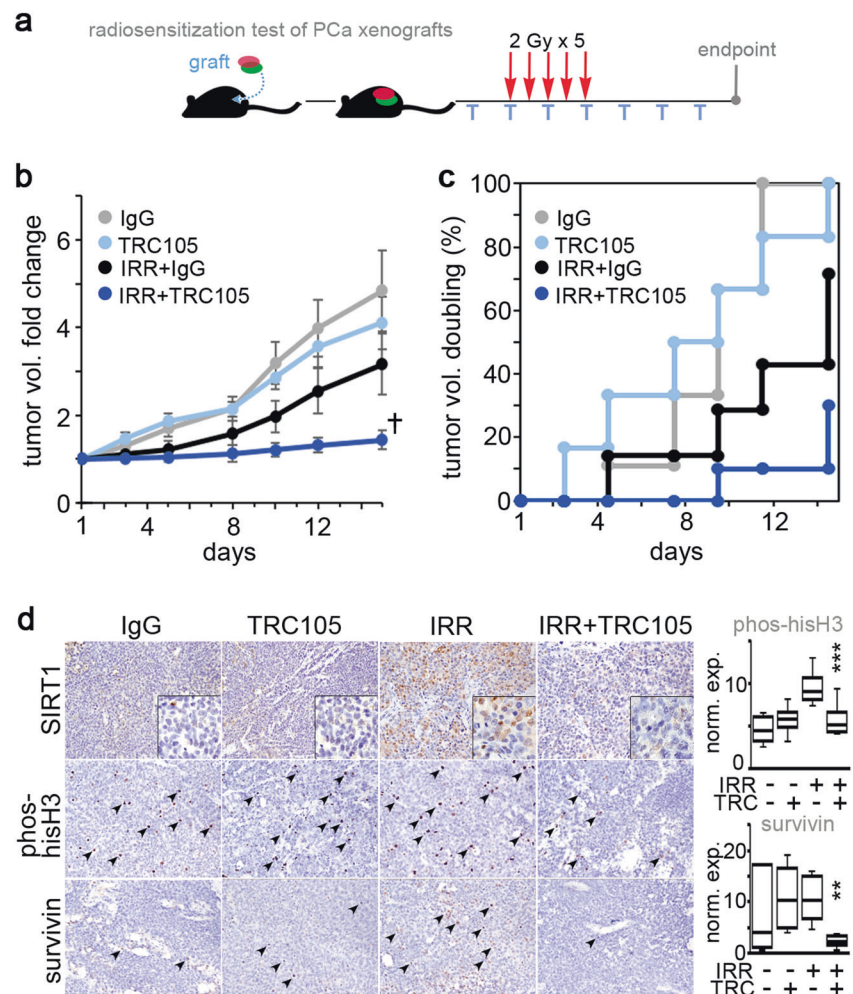 a
radiosensitization test of PCa xenografts
graft
2 Gy x 5
endpoint
T T T T T T T
b
tumor vol. fold change
6
4
2
0
IgG
TRC105
IRR+IgG
IRR+TRC105
†
1 4 8 12
days
c
tumor vol. doubling (%)
100
80
60
40
20
0
IgG
TRC105
IRR+IgG
IRR+TRC105
1 4 8 12
days
d
IgG TRC105 IRR IRR+TRC105
SIRT1
phos-
hisH3
survivin
phos-hisH3
norm. exp.
10
0
***
IRR - - + +
TRC - + - +
survivin
norm. exp.
20
10
0
**
IRR - - + +
TRC - + - +